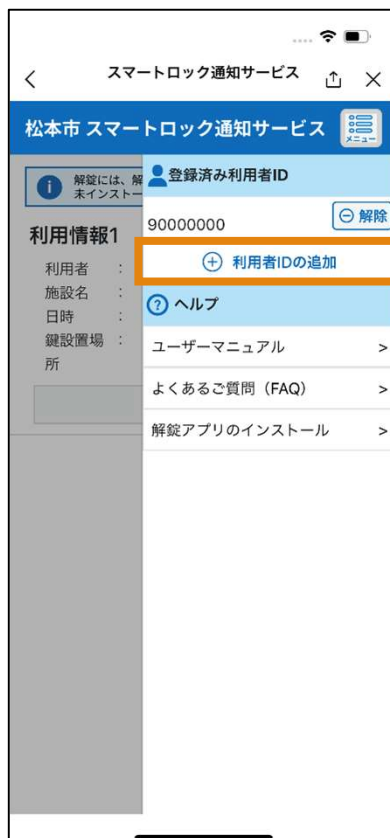 スマートロック通知サービス
松本市 スマートロック通知サービス
メニュー
解錠には、解
未インストー
利用情報1
利用者 :
施設名 :
日時 :
鍵設置場所 :
登録済み利用者ID
90000000
解除
利用者IDの追加
ヘルプ
ユーザーマニュアル >
よくあるご質問（FAQ） >
解錠アプリのインストール >